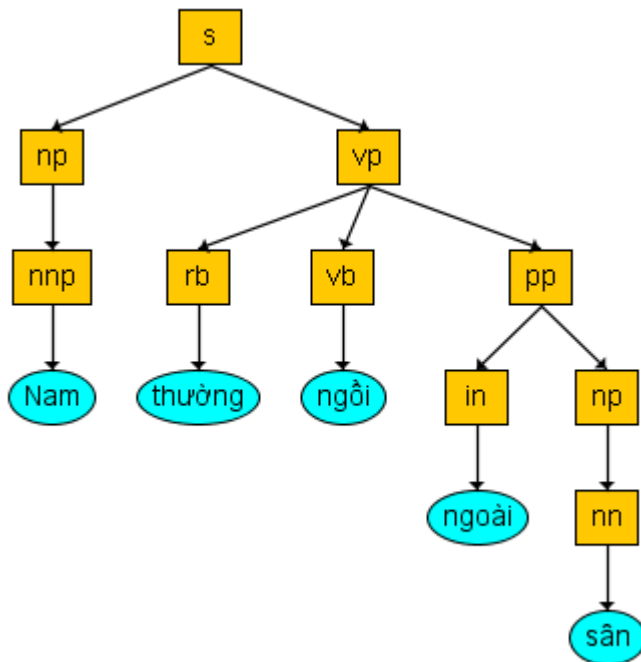 s
np vp
nnp rb vb pp
Nam thường ngồi in np
ngoài nn
sân